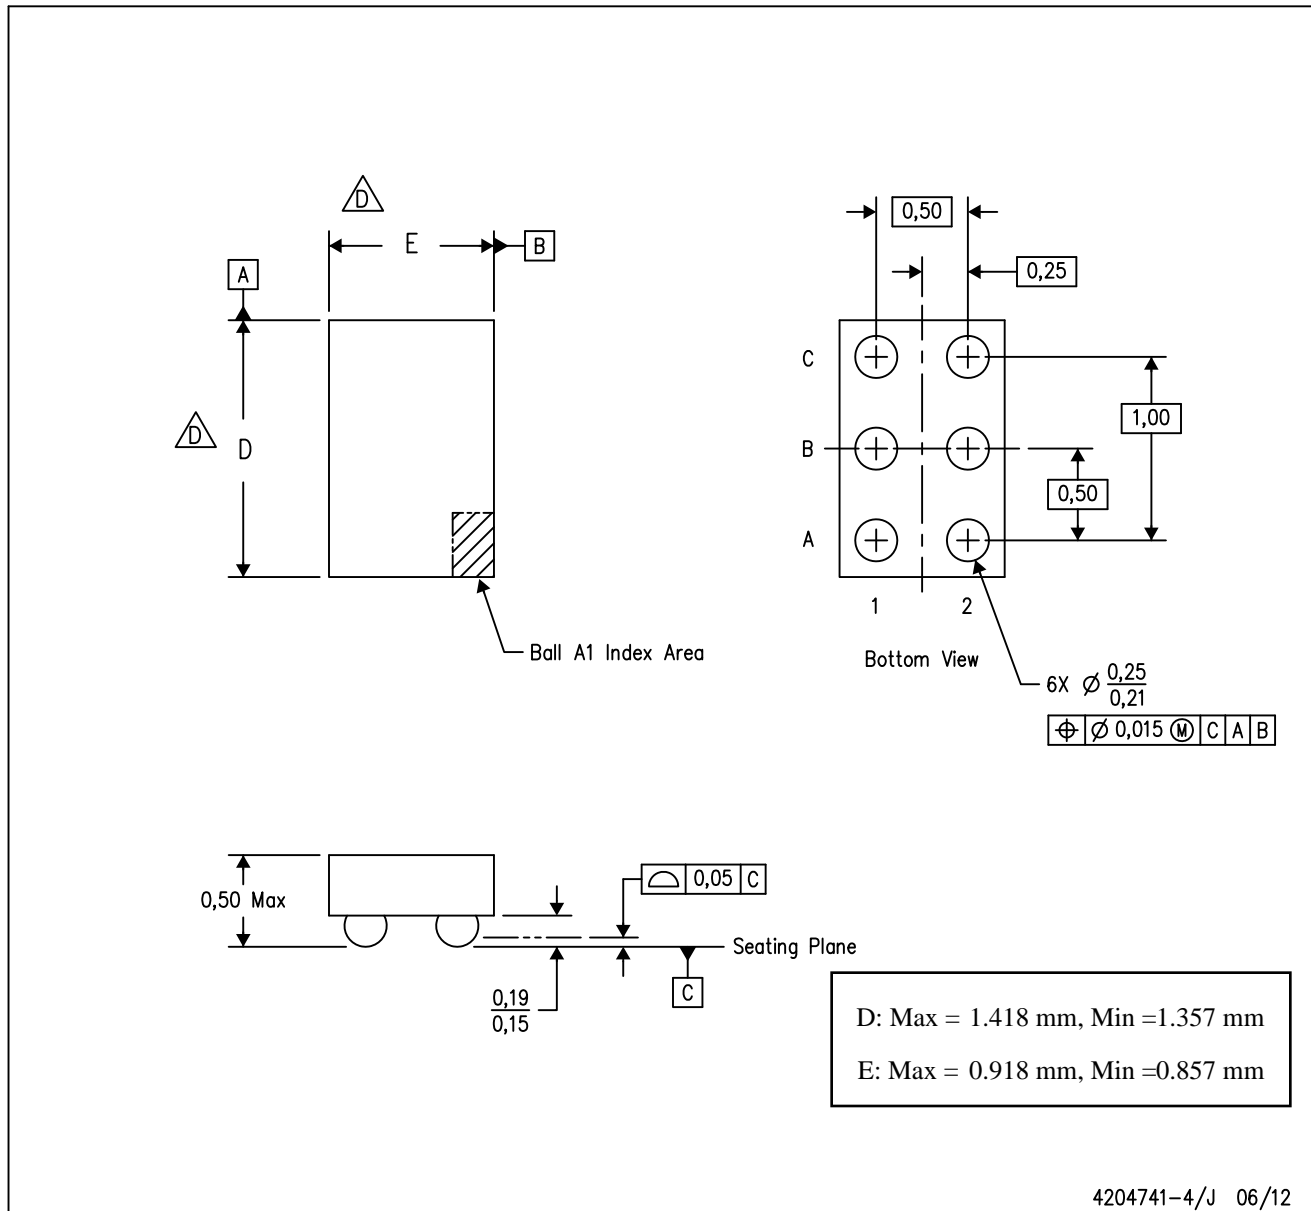 D
E
B
A
D
D
Ball A1 Index Area
0,50
0,25
C
B
A
1,00
0,50
1
2
Bottom View
6X Ø 0,25
0,21
⌖ Ø 0,015 Ⓜ C A B
0,50 Max
0,19
0,15
⌓ 0,05 C
Seating Plane
C
D: Max = 1.418 mm, Min =1.357 mm
E: Max = 0.918 mm, Min =0.857 mm
4204741-4/J 06/12